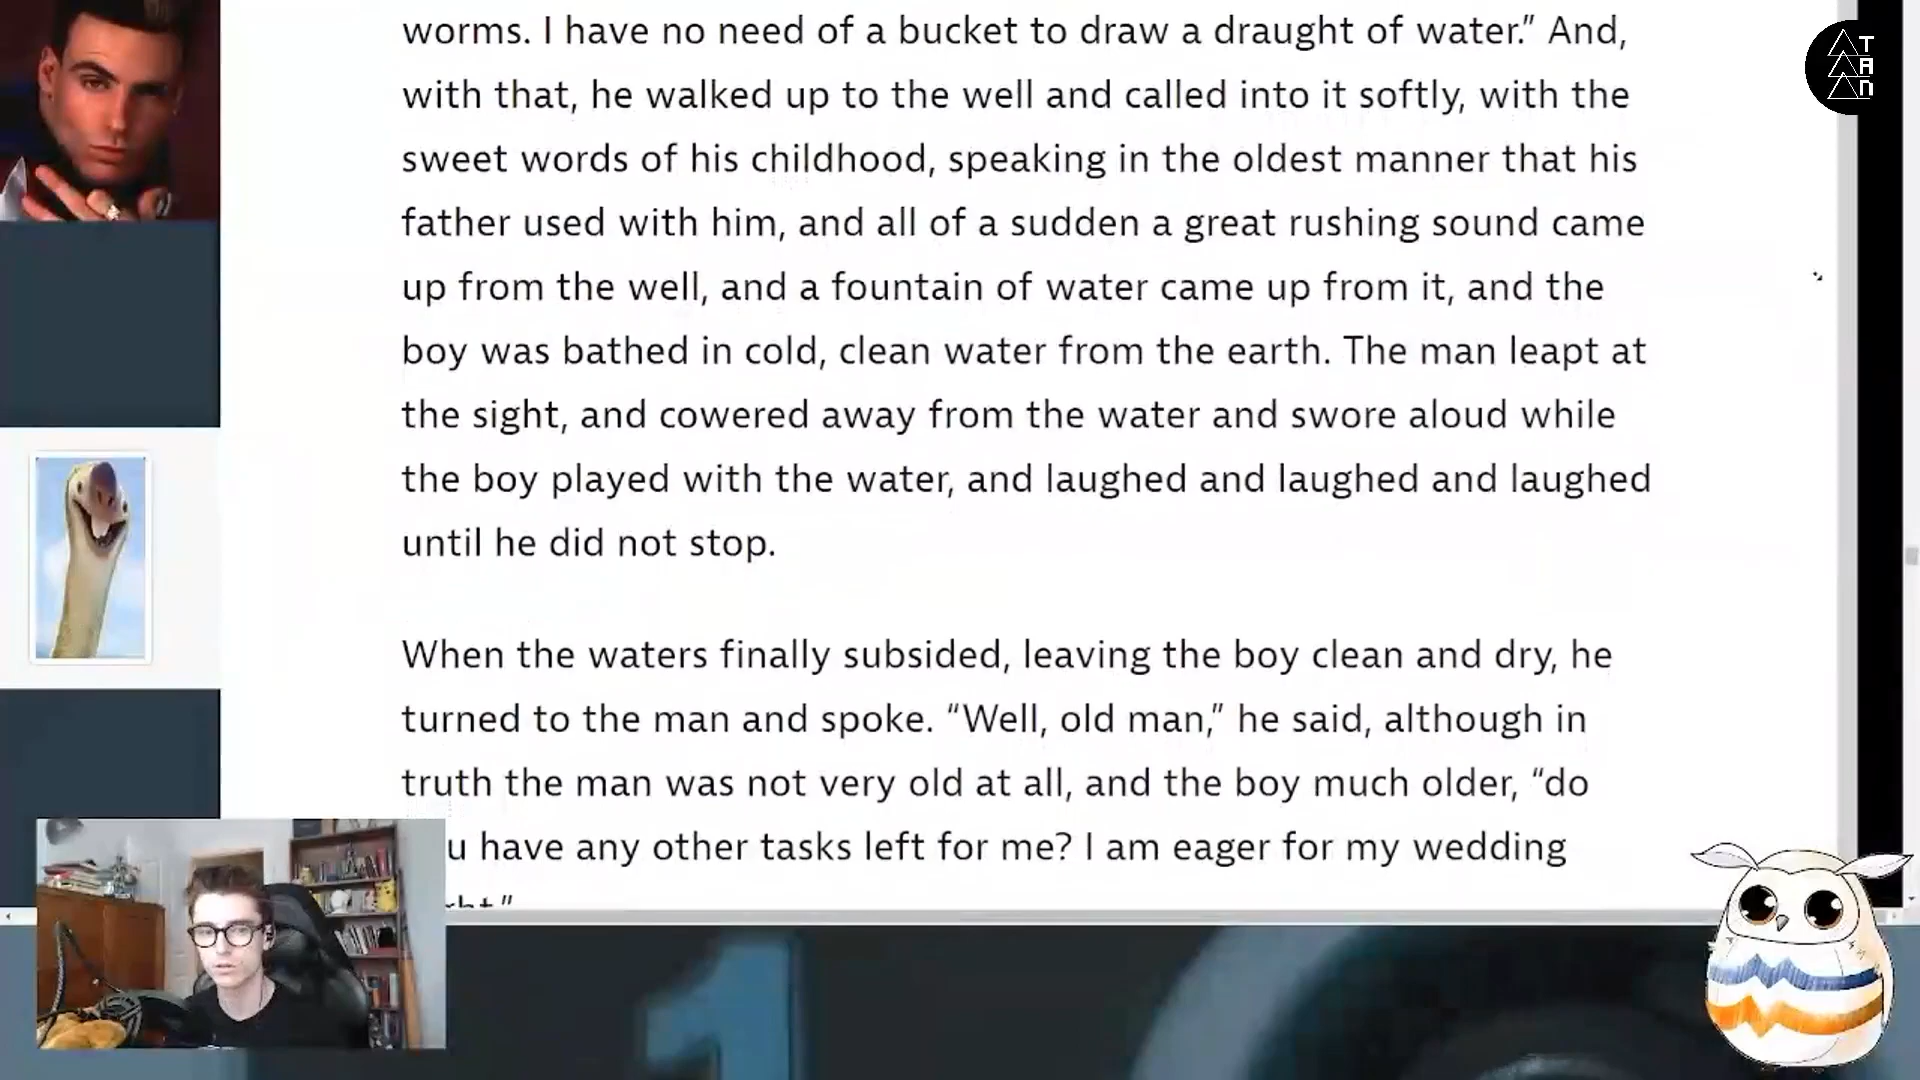 worms. I have no need of a bucket to draw a draught of water.” And,
with that, he walked up to the well and called into it softly, with the
sweet words of his childhood, speaking in the oldest manner that his
father used with him, and all of a sudden a great rushing sound came
up from the well, and a fountain of water came up from it, and the
boy was bathed in cold, clean water from the earth. The man leapt at
the sight, and cowered away from the water and swore aloud while
the boy played with the water, and laughed and laughed and laughed
until he did not stop.
When the waters finally subsided, leaving the boy clean and dry, he
turned to the man and spoke. “Well, old man,” he said, although in
truth the man was not very old at all, and the boy much older, “do
u have any other tasks left for me? I am eager for my wedding
TAN
1